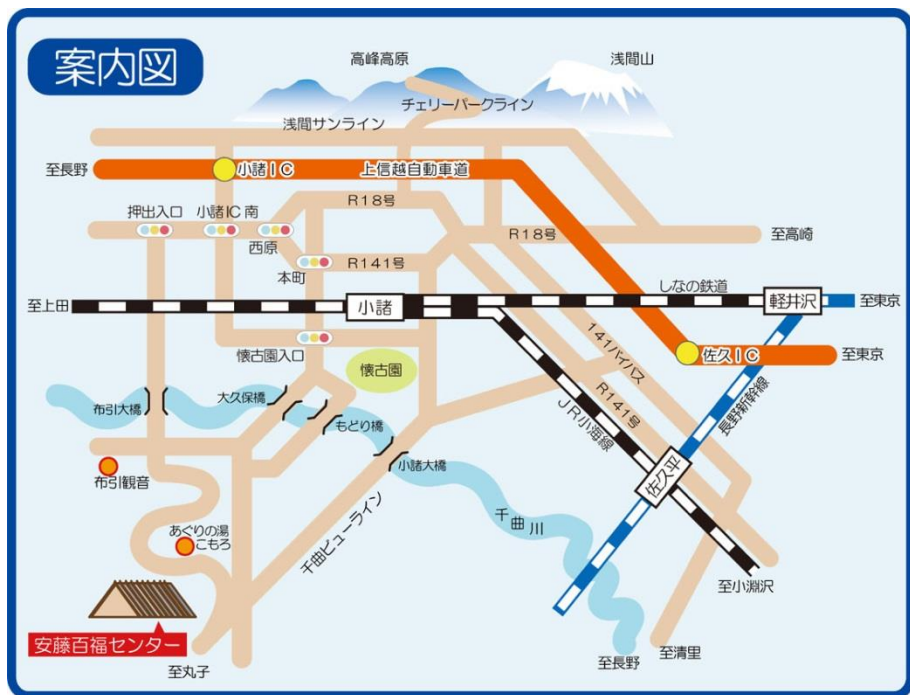 案内図
高峰高原
浅間山
チェリーパークライン
浅間サンライン
至長野
小諸IC
上信越自動車道
R18号
押出入口
小諸IC南
西原
R18号
至高崎
本町
R141号
しなの鉄道
至上田
小諸
軽井沢
至東京
懐古園入口
懐古園
141バイパス
佐久IC
至東京
R141号
長野新幹線
布引大橋
大久保橋
もどり橋
JR小海線
小諸大橋
佐久平
布引観音
千曲川
千曲ビューライン
あぐりの湯
こもろ
至小淵沢
安藤百福センター
至丸子
至長野
至清里